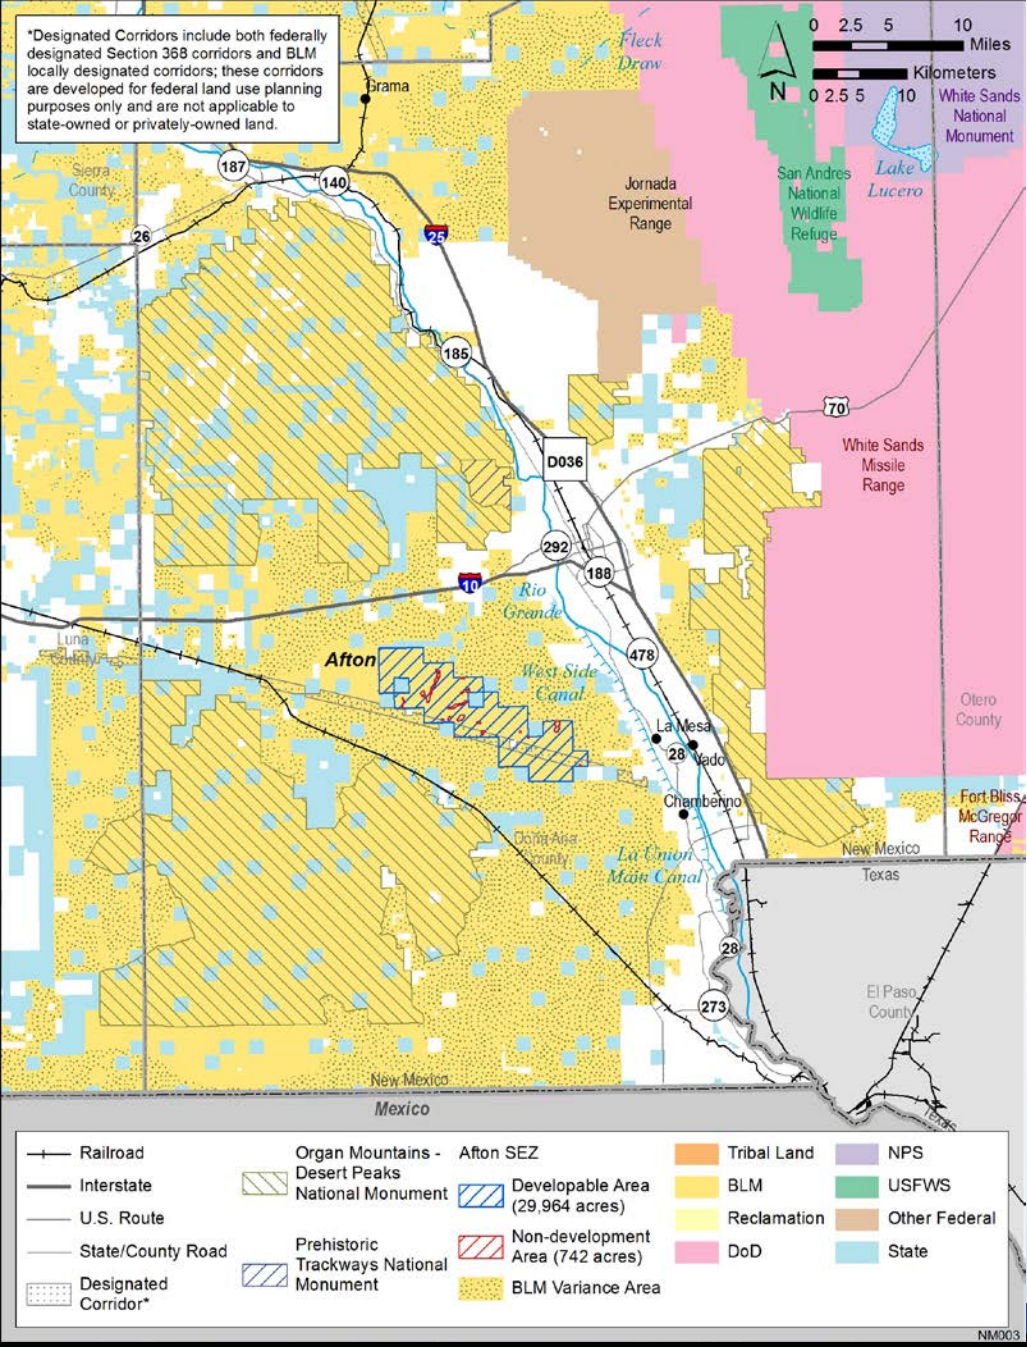 *Designated Corridors include both federally
designated Section 368 corridors and BLM
locally designated corridors; these corridors
are developed for federal land use planning
purposes only and are not applicable to
state-owned or privately-owned land.
Grama
Fleck
Draw
0 2.5 5 10
Miles
Kilometers
0 2.5 5 10
N
White Sands
National
Monument
Lake
Lucero
San Andres
National
Wildlife
Refuge
Jornada
Experimental
Range
Sierra
County
187
140
26
25
185
70
White Sands
Missile
Range
D036
292
188
10
Rio
Grande
Luna
County
Afton
West Side
Canal
478
La Mesa
28
Vado
Chamberino
Otero
County
Fort Bliss
McGregor
Range
Doña Ana
County
La Union
Main Canal
New Mexico
Texas
28
273
El Paso
County
New Mexico
Mexico
Texas
Railroad
Interstate
U.S. Route
State/County Road
Designated
Corridor*
Organ Mountains -
Desert Peaks
National Monument
Prehistoric
Trackways National
Monument
Afton SEZ
Developable Area
(29,964 acres)
Non-development
Area (742 acres)
BLM Variance Area
Tribal Land
BLM
Reclamation
DoD
NPS
USFWS
Other Federal
State
NM003